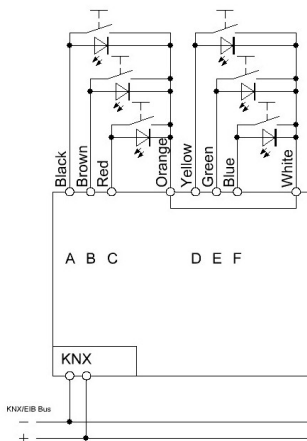 Black
Brown
Red
Orange
Yellow
Green
Blue
White
A B C D E F
KNX
KNX/EIB Bus
−
+